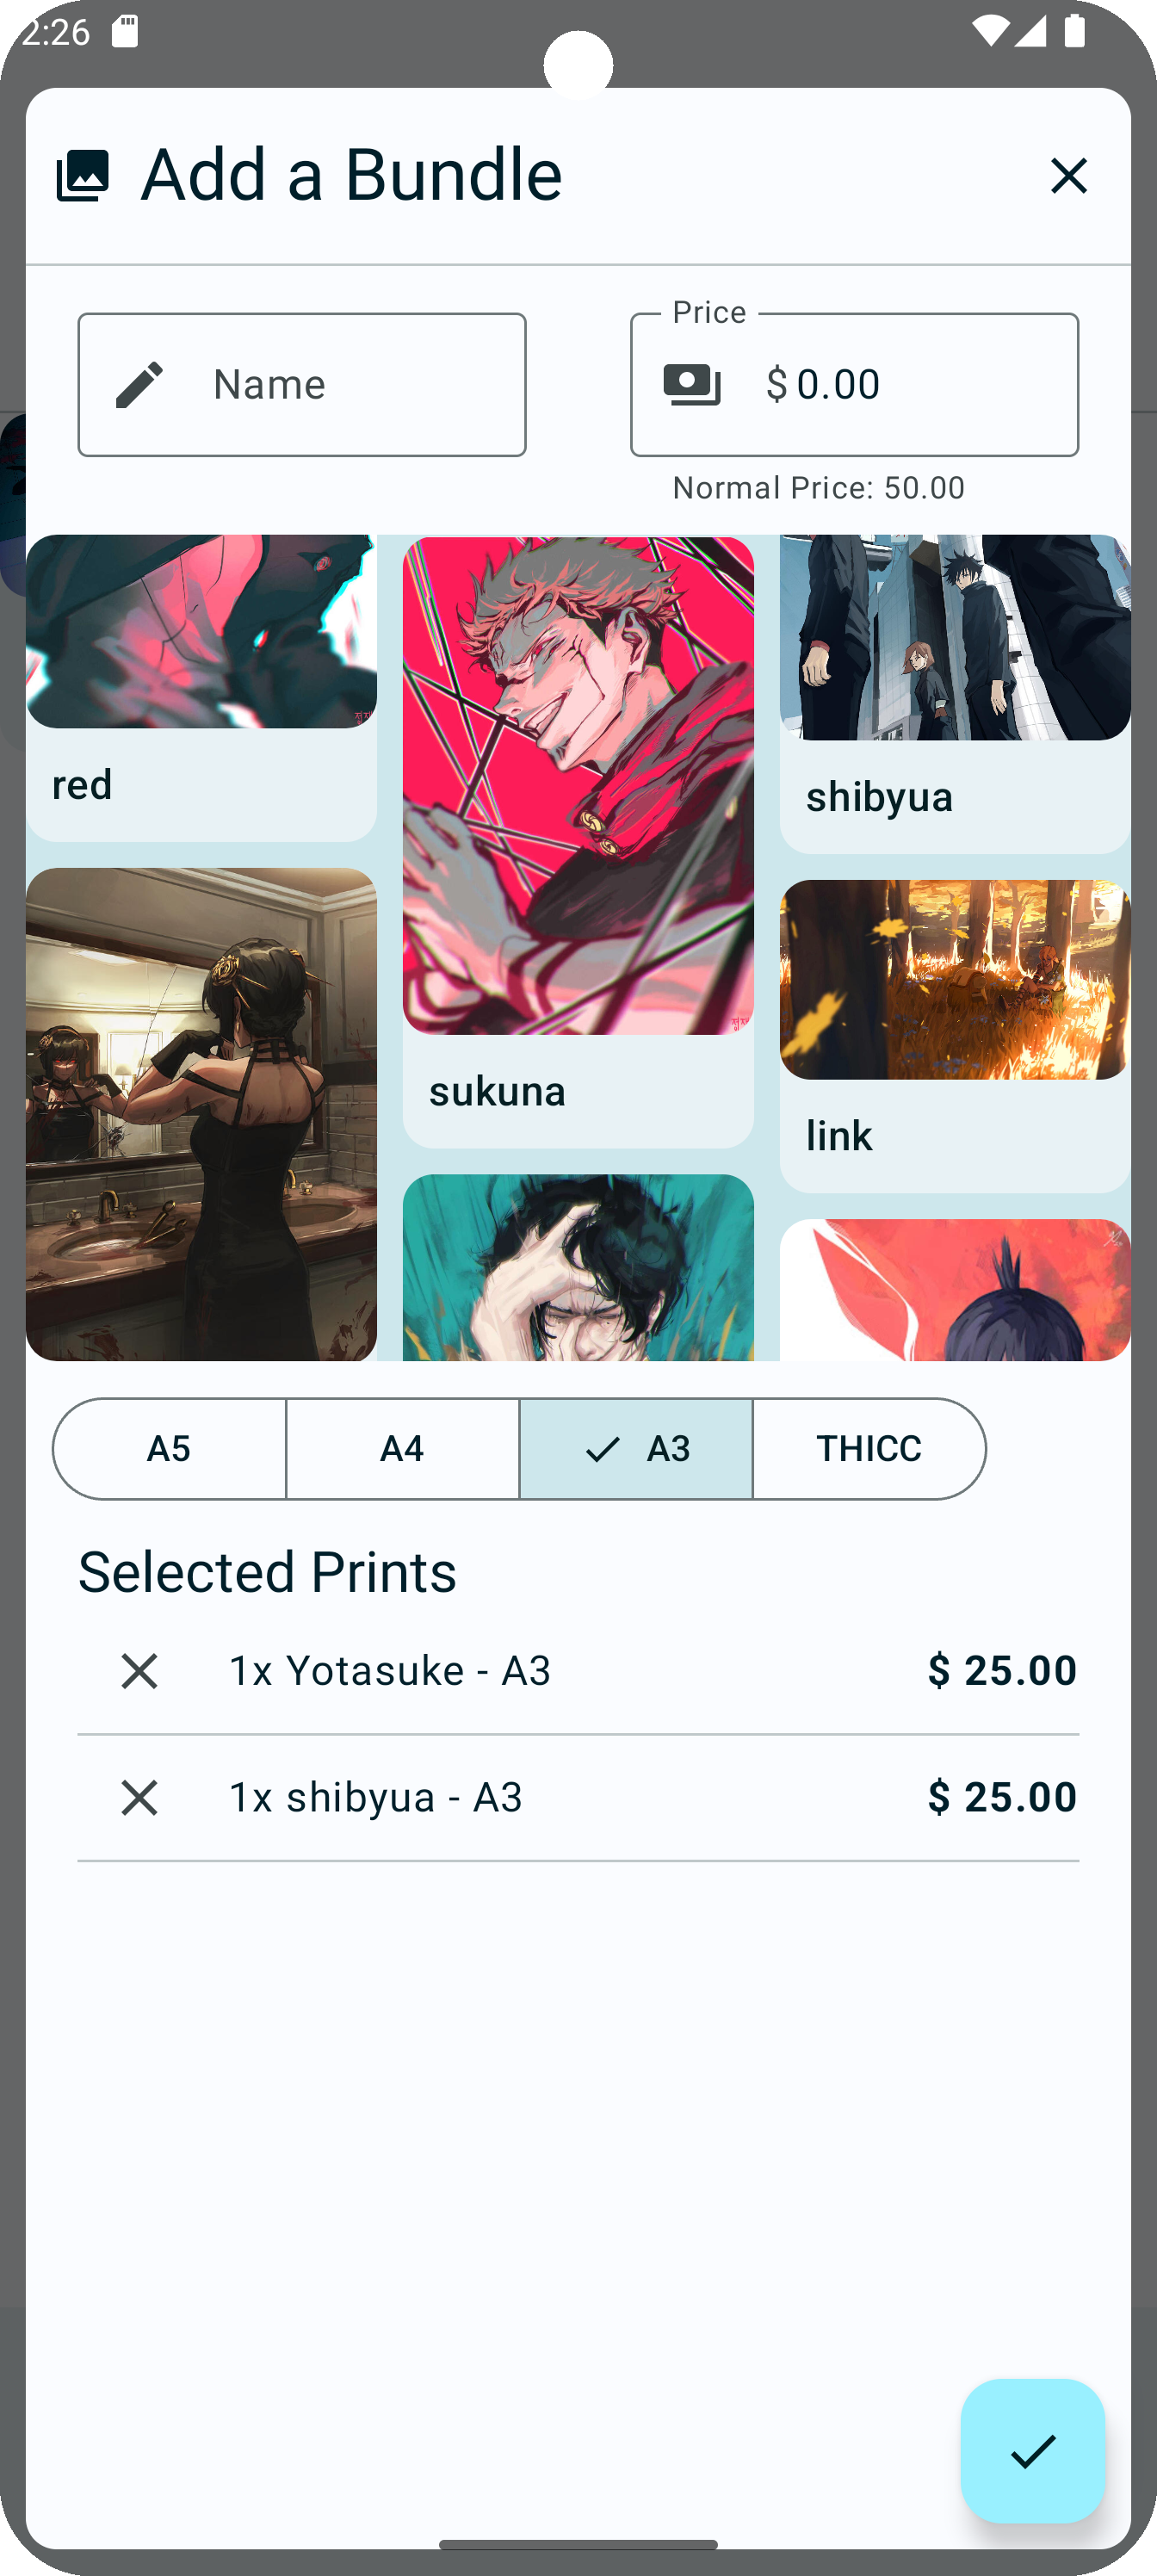 2:26
Add a Bundle
Name
Price
$ 0.00
Normal Price: 50.00
red
sukuna
shibyua
link
A5
A4
A3
THICC
Selected Prints
1x Yotasuke - A3
$ 25.00
1x shibyua - A3
$ 25.00